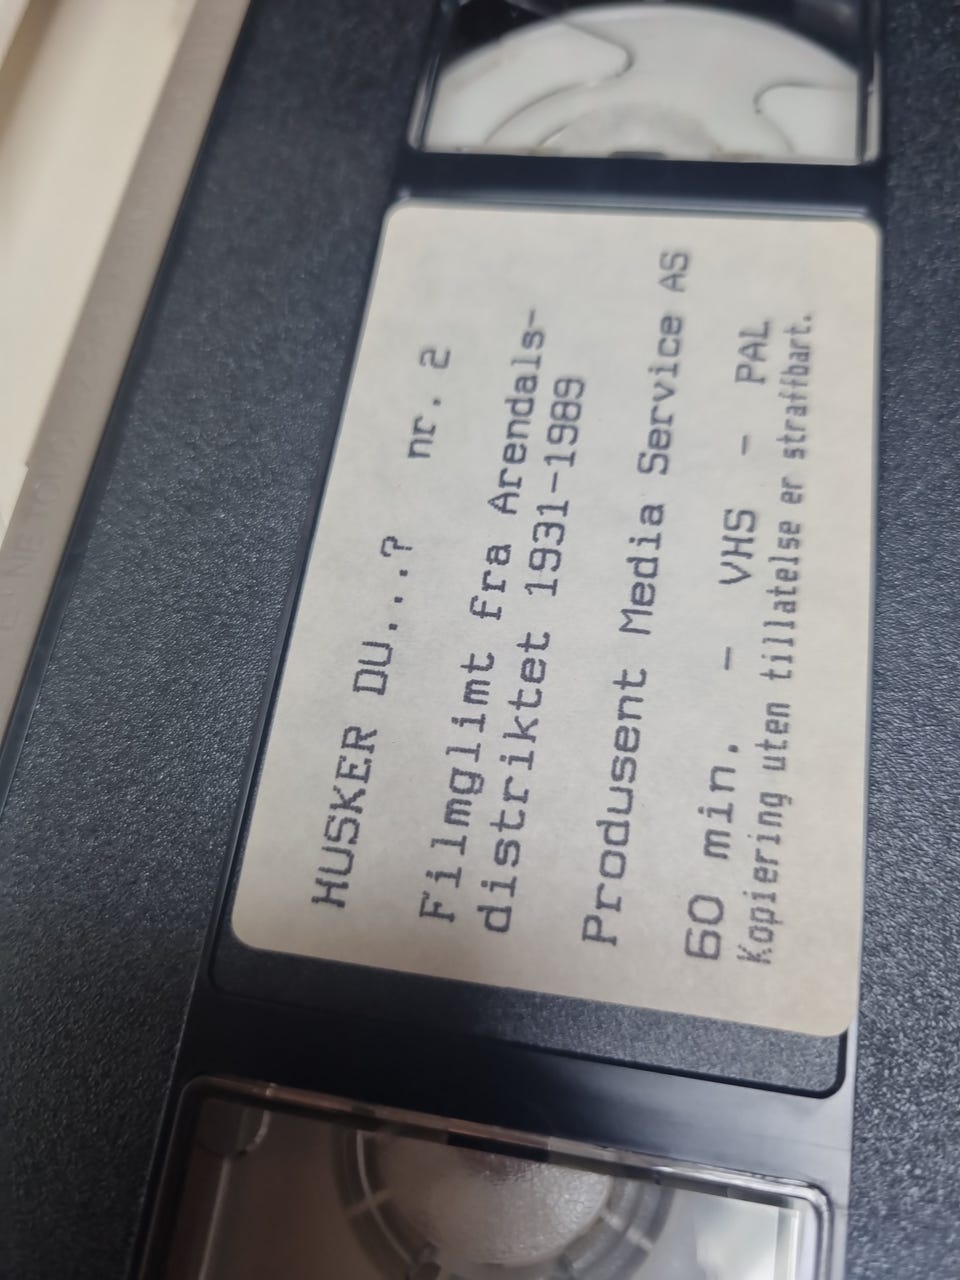 HUSKER DU...? nr. 2
Filmglimt fra Arendals-
distriktet 1931-1989
Produsent Media Service AS
60 min. - VHS - PAL
Kopiering uten tillatelse er straffbart.